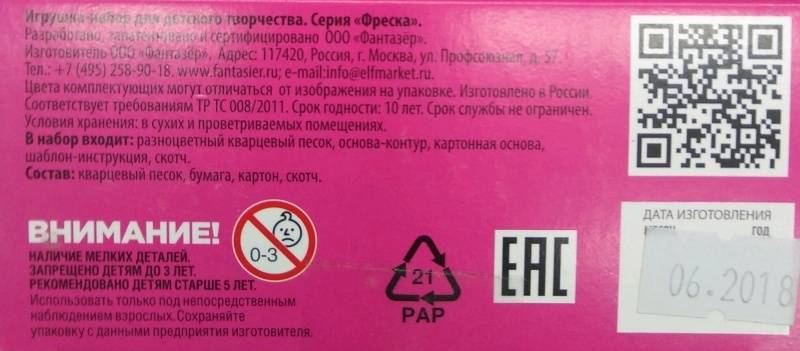 Игрушка-набор для детского творчества. Серия «Фреска».
Разработано, запатентовано и сертифицировано ООО «Фантазёр».
Изготовитель ООО «Фантазёр», Адрес: 117420, Россия, г. Москва, ул. Профсоюзная, д. 57.
Тел.: +7 (495) 258-90-18. www.fantasier.ru; e-mail:info@elfmarket.ru.
Цвета комплектующих могут отличаться от изображения на упаковке. Изготовлено в России.
Соответствует требованиям ТР ТС 008/2011. Срок годности: 10 лет. Срок службы не ограничен.
Условия хранения: в сухих и проветриваемых помещениях.
В набор входит: разноцветный кварцевый песок, основа-контур, картонная основа,
шаблон-инструкция, скотч.
Состав: кварцевый песок, бумага, картон, скотч.
ВНИМАНИЕ!
0-3
НАЛИЧИЕ МЕЛКИХ ДЕТАЛЕЙ.
ЗАПРЕЩЕНО ДЕТЯМ ДО 3 ЛЕТ.
РЕКОМЕНДОВАНО ДЕТЯМ СТАРШЕ 5 ЛЕТ.
Использовать только под непосредственным
наблюдением взрослых. Сохраняйте
упаковку с данными предприятия изготовителя.
21
PAP
EAC
ДАТА ИЗГОТОВЛЕНИЯ
месяц год
06.2018